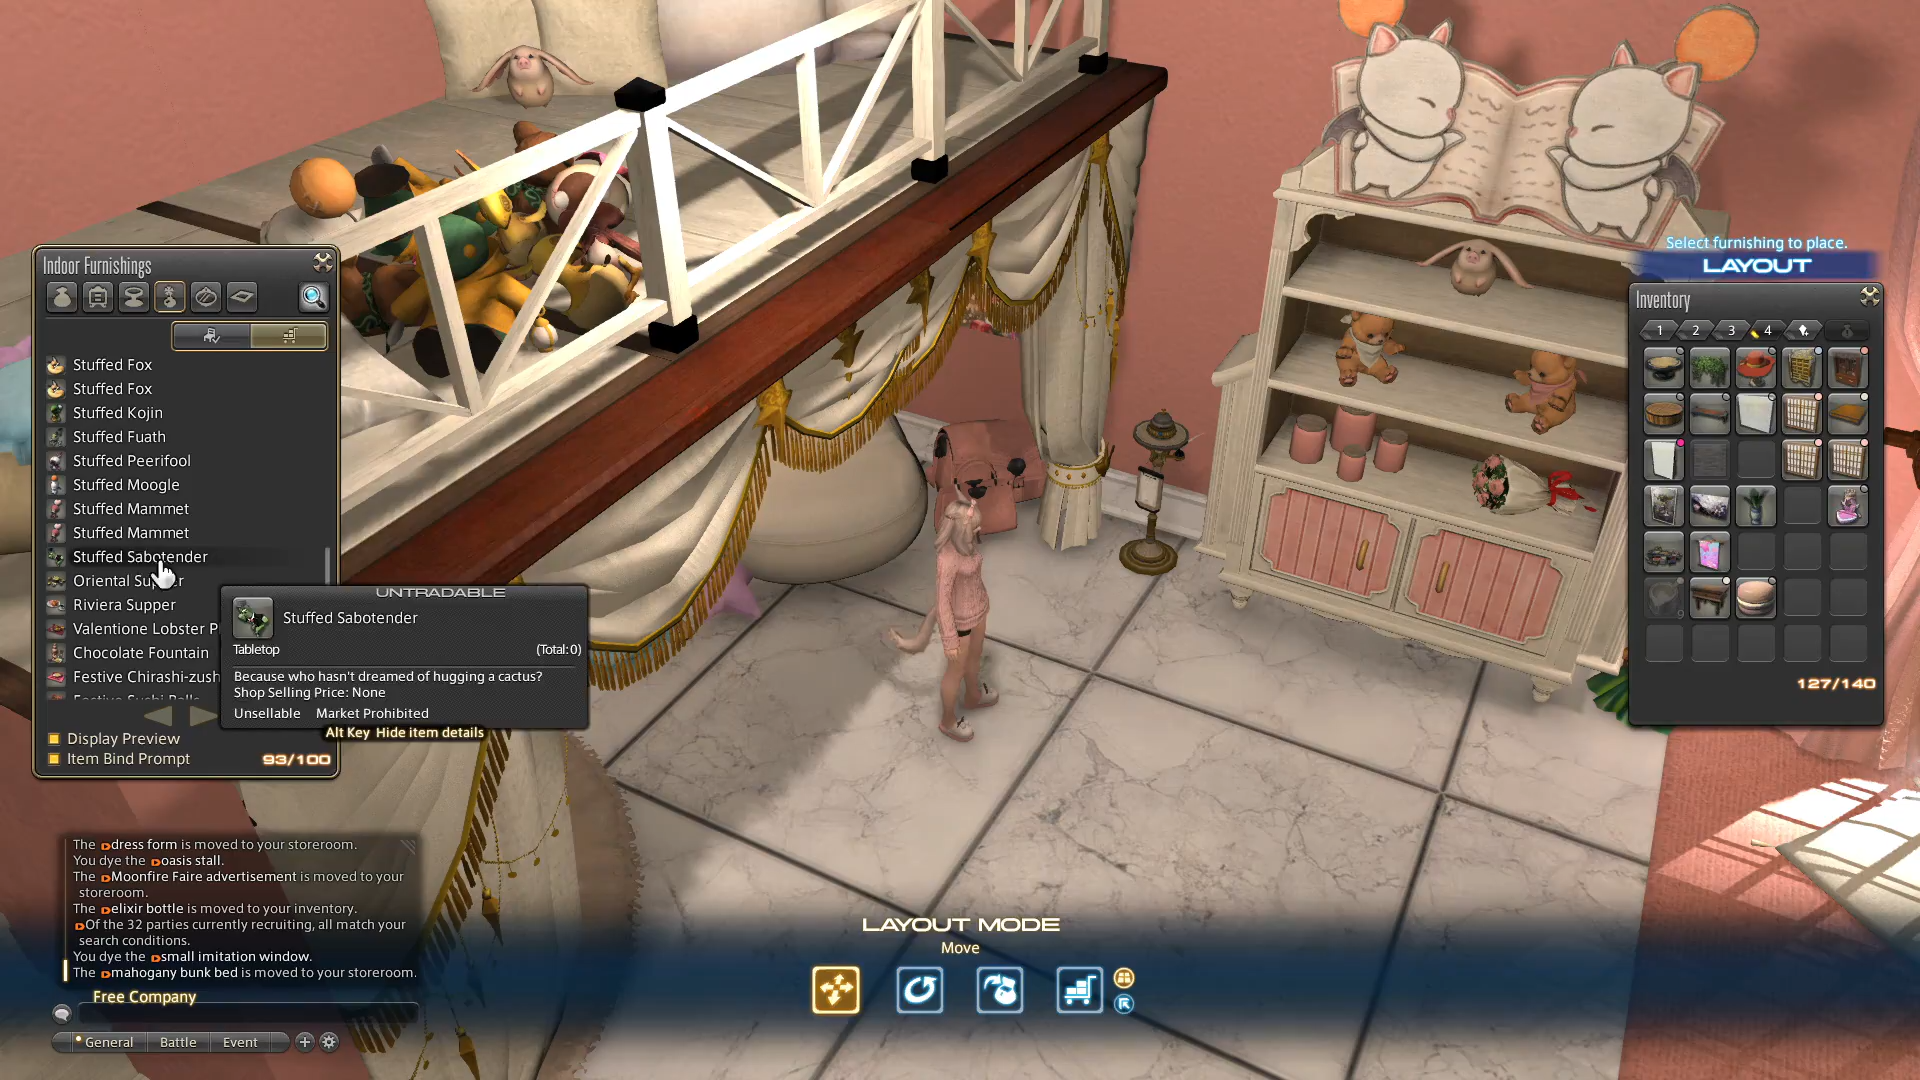 Indoor Furnishings
Stuffed Fox
Stuffed Fox
Stuffed Kojin
Stuffed Fuath
Stuffed Peerifool
Stuffed Moogle
Stuffed Mammet
Stuffed Mammet
Stuffed Sabotender
Oriental
Riviera Supper
Valentione Lobster P
Chocolate Fountain
Festive Chirashi-zush
Display Preview
Item Bind Prompt
93/100
UNTRADABLE
Stuffed Sabotender
Tabletop (Total:0)
Because who hasn't dreamed of hugging a cactus?
Shop Selling Price: None
Unsellable Market Prohibited
Alt Key Hide item details
Select furnishing to place.
LAYOUT
Inventory
1 2 3 4
127/140
The dress form is moved to your storeroom.
You dye the oasis stall.
The Moonfire Faire advertisement is moved to your
storeroom.
The elixir bottle is moved to your inventory.
Of the 32 parties currently recruiting, all match your
search conditions.
You dye the small imitation window.
The mahogany bunk bed is moved to your storeroom.
Free Company
General Battle Event
LAYOUT MODE
Move